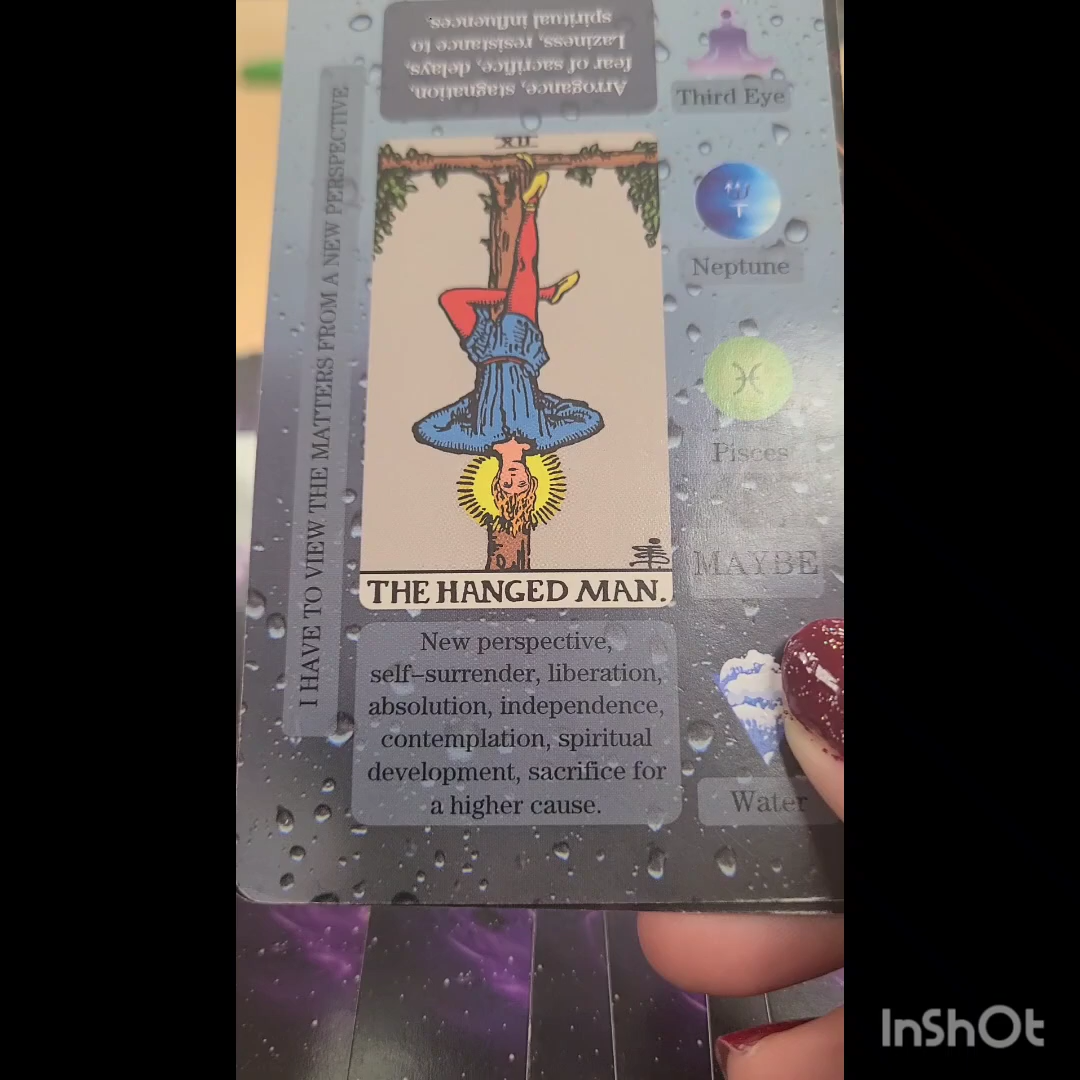 Arrogance, stagnation,
fear of sacrifice, delays,
Laziness, resistance to
spiritual influences.
Third Eye
I HAVE TO VIEW THE MATTERS FROM A NEW PERSPECTIVE
XII
Neptune
Pisces
MAYBE
THE HANGED MAN.
New perspective,
self-surrender, liberation,
absolution, independence,
contemplation, spiritual
development, sacrifice for
a higher cause.
Water
InShOt